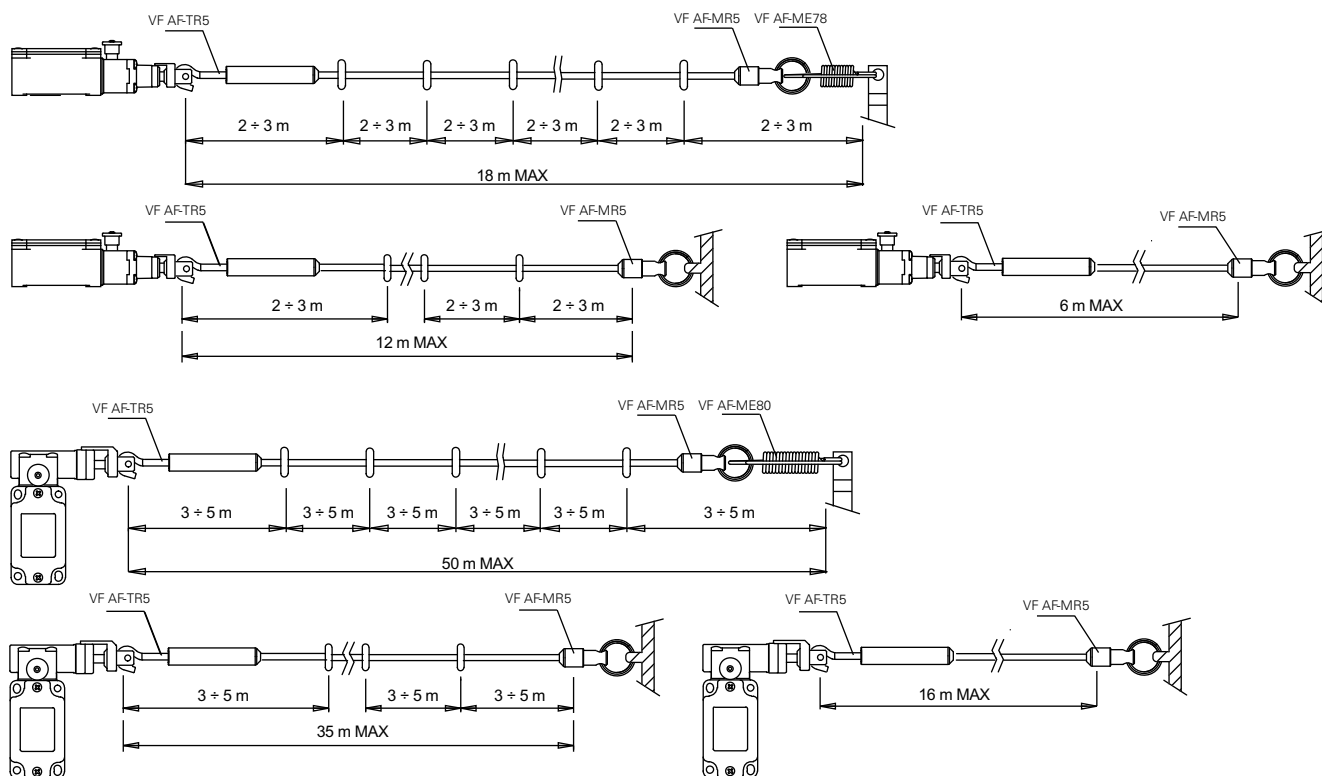 VF AF-TR5
VF AF-MR5
VF AF-ME78
2 ÷ 3 m
2 ÷ 3 m
2 ÷ 3 m
2 ÷ 3 m
2 ÷ 3 m
2 ÷ 3 m
18 m MAX
VF AF-TR5
VF AF-MR5
2 ÷ 3 m
2 ÷ 3 m
2 ÷ 3 m
12 m MAX
VF AF-TR5
VF AF-MR5
6 m MAX
VF AF-TR5
VF AF-MR5
VF AF-ME80
3 ÷ 5 m
3 ÷ 5 m
3 ÷ 5 m
3 ÷ 5 m
3 ÷ 5 m
3 ÷ 5 m
50 m MAX
VF AF-TR5
VF AF-MR5
3 ÷ 5 m
3 ÷ 5 m
3 ÷ 5 m
35 m MAX
VF AF-TR5
VF AF-MR5
16 m MAX